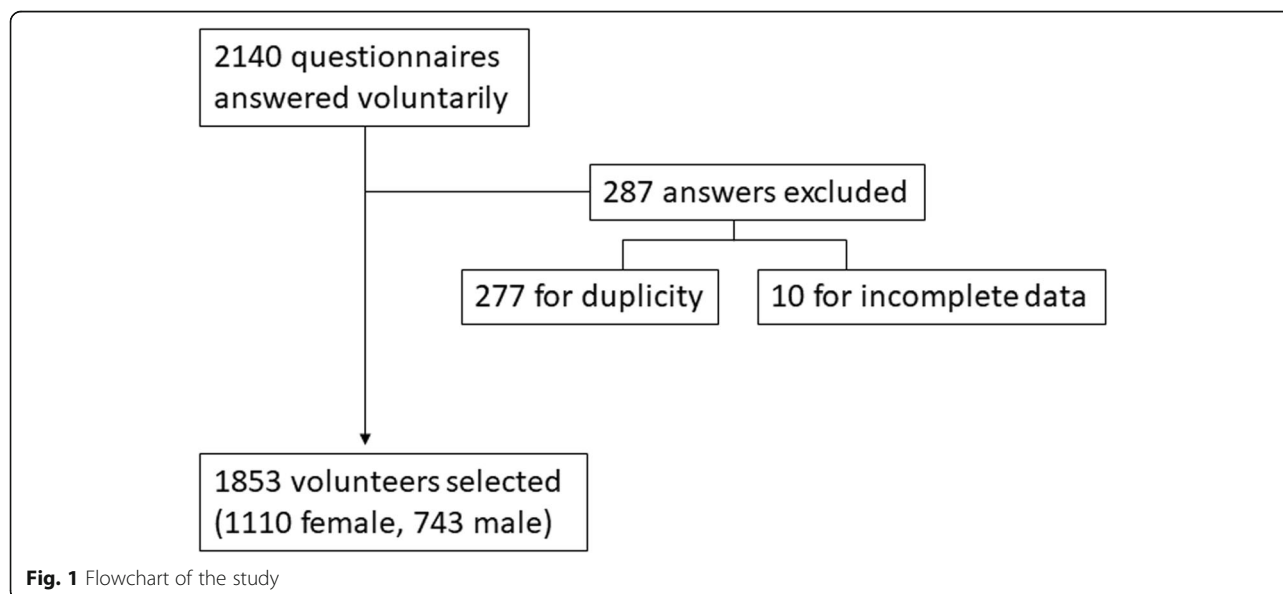 2140 questionnaires
answered voluntarily
287 answers excluded
277 for duplicity
10 for incomplete data
1853 volunteers selected
(1110 female, 743 male)
Fig. 1 Flowchart of the study